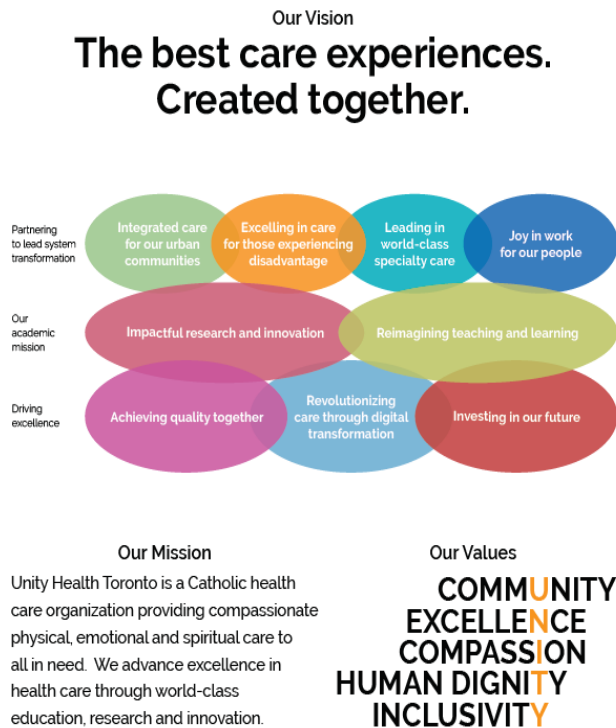 Our Vision
The best care experiences.
Created together.
Partnering
to lead system
transformation
Integrated care
for our urban
communities
Excelling in care
for those experiencing
disadvantage
Leading in
world-class
specialty care
Joy in work
for our people
Our
academic
mission
Impactful research and innovation
Reimagining teaching and learning
Driving
excellence
Achieving quality together
Revolutionizing
care through digital
transformation
Investing in our future
Our Mission
Unity Health Toronto is a Catholic health
care organization providing compassionate
physical, emotional and spiritual care to
all in need. We advance excellence in
health care through world-class
education, research and innovation.
Our Values
COMMUNITY
EXCELLENCE
COMPASSION
HUMAN DIGNITY
INCLUSIVITY